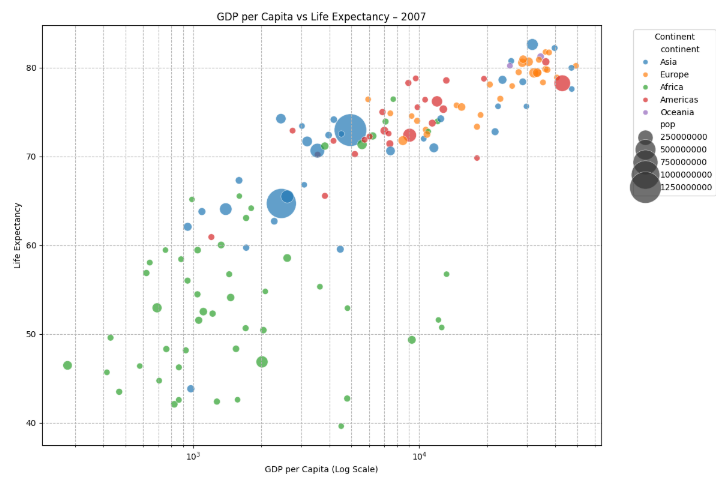 GDP per Capita vs Life Expectancy – 2007
Life Expectancy
80
70
60
50
40
10³
10⁴
GDP per Capita (Log Scale)
Continent
continent
Asia
Europe
Africa
Americas
Oceania
pop
250000000
500000000
750000000
1000000000
1250000000